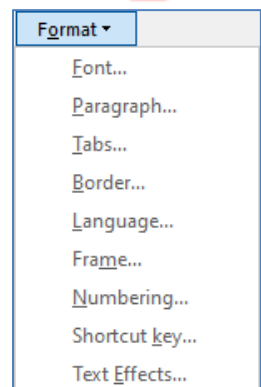 Format
Font...
Paragraph...
Tabs...
Border...
Language...
Frame...
Numbering...
Shortcut key...
Text Effects...